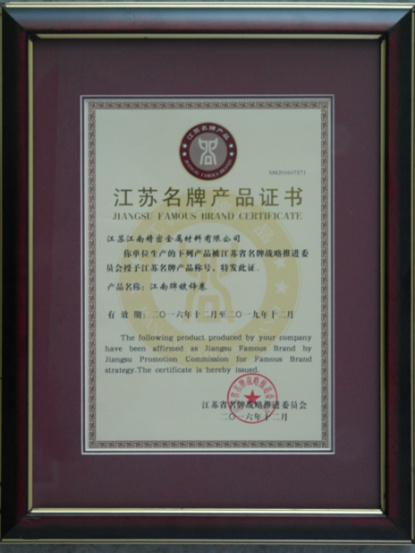 江苏名牌产品
JIANGSU FAMOUS BRAND
江苏名牌产品证书
JIANGSU FAMOUS BRAND CERTIFICATE
江苏江南精密金属材料有限公司
你单位生产的下列产品被江苏省名牌战略推进委
员会授予江苏名牌产品称号，特发此证。
产品名称：江南牌镀锌卷
有 效 期：二〇一六年十二月至二〇一九年十二月
The following product produced by your company
have been affirmed as Jiangsu Famous Brand by
Jiangsu Promotion Commission for Famous Brand
strategy.The certificate is hereby issued.
江苏省名牌战略推进委员会
二〇一六年十二月